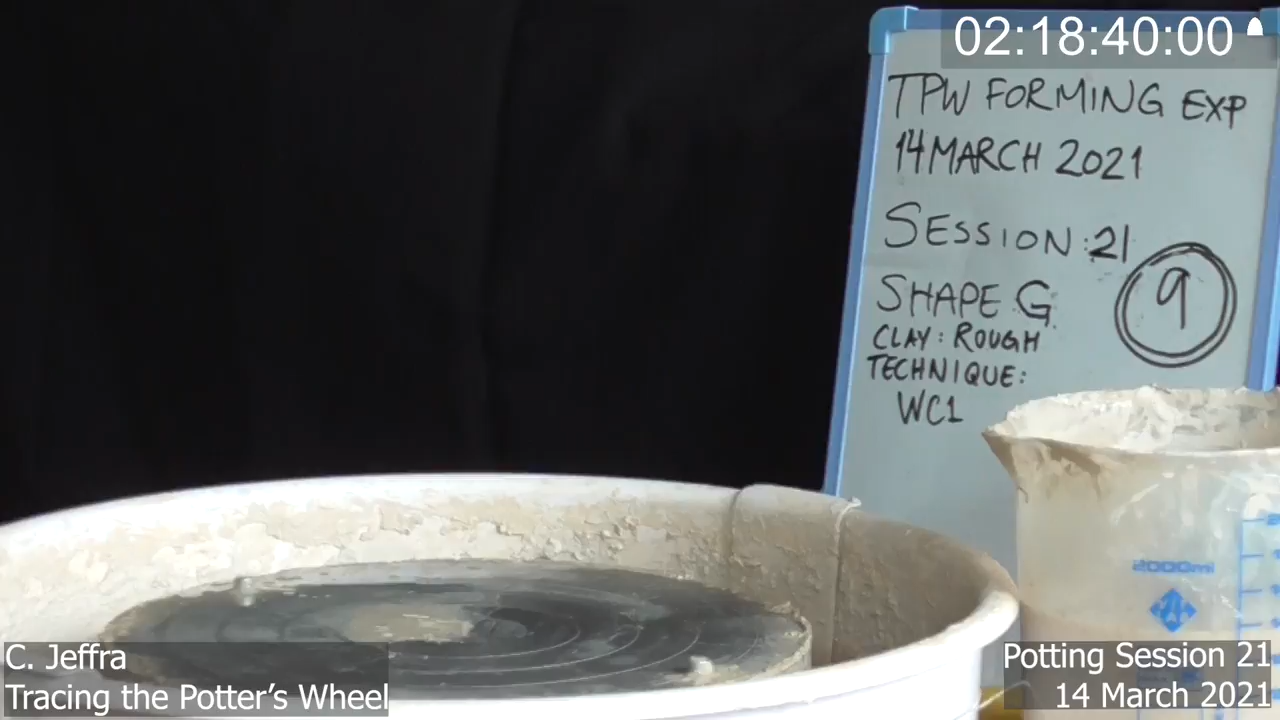 02:18:40:00
TPW FORMING EXP
14 MARCH 2021
SESSION: 21
SHAPE G
9
CLAY: ROUGH
TECHNIQUE:
WC1
2000ml
C. Jeffra
Tracing the Potter's Wheel
Potting Session 21
14 March 2021